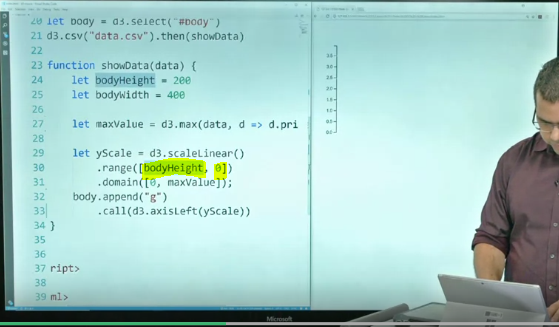 20 let body = d3.select("#body")
21 d3.csv("data.csv").then(showData)
22
23 function showData(data) {
24 let bodyHeight = 200
25 let bodyWidth = 400
26
27 let maxValue = d3.max(data, d => d.pri
28
29 let yScale = d3.scaleLinear()
30 .range([bodyHeight, 0])
31 .domain([0, maxValue]);
32 body.append("g")
33 .call(d3.axisLeft(yScale))
34 }
35
36
37 ript>
38
39 ml>
4.0
3.5
3.0
2.5
2.0
1.5
1.0
0.5
0.0
Microsoft